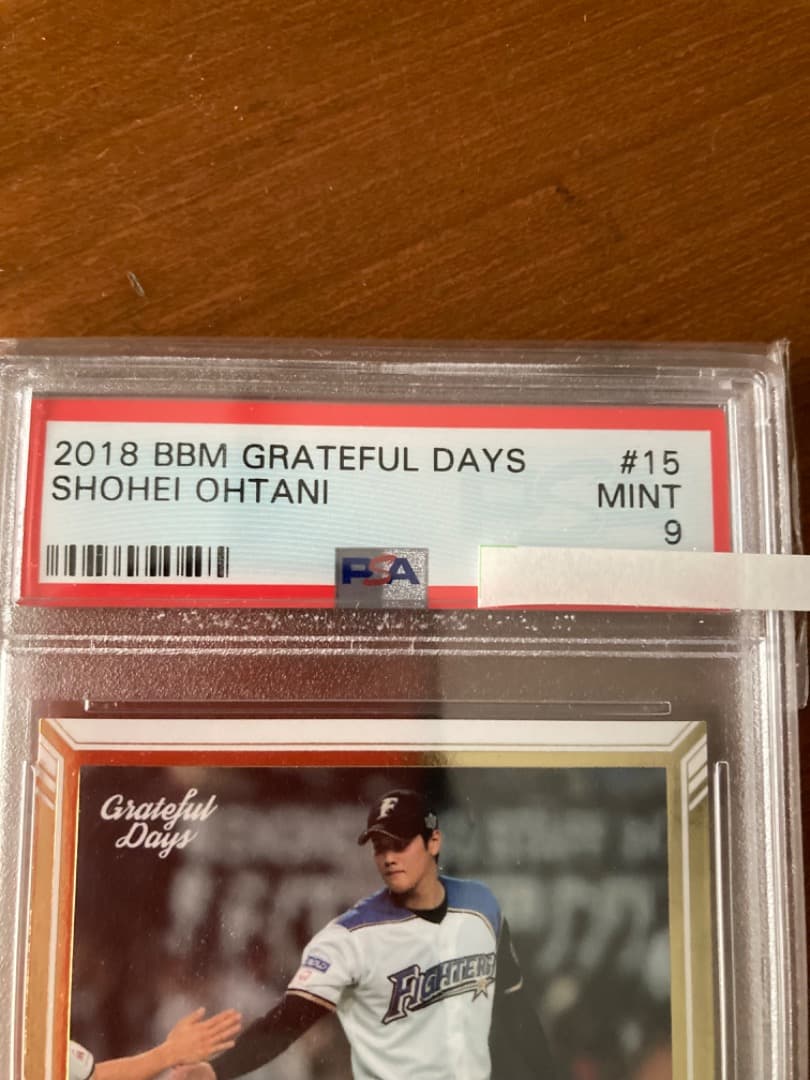 2018 BBM GRATEFUL DAYS #15
SHOHEI OHTANI MINT
9
PSA
Grateful
Days
F
FIGHTERS